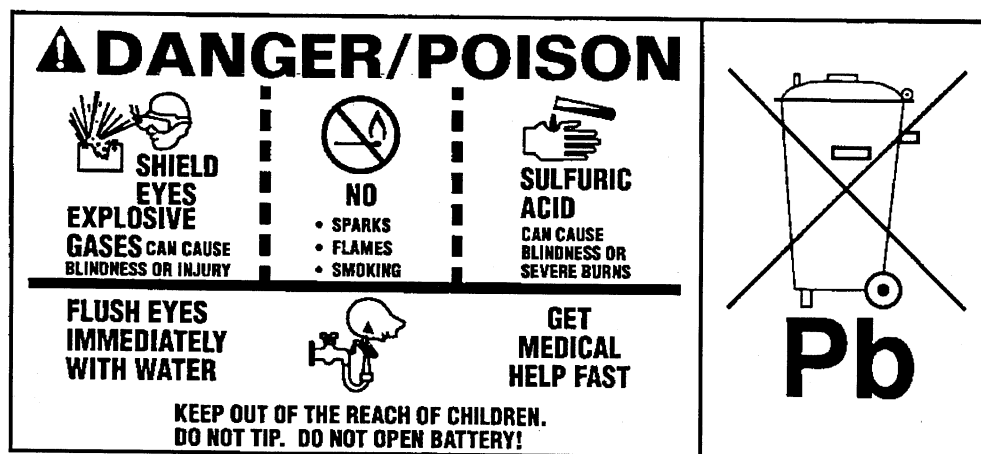 DANGER/POISON
SHIELD
EYES
EXPLOSIVE
GASES CAN CAUSE
BLINDNESS OR INJURY
NO
• SPARKS
• FLAMES
• SMOKING
SULFURIC
ACID
CAN CAUSE
BLINDNESS OR
SEVERE BURNS
FLUSH EYES
IMMEDIATELY
WITH WATER
GET
MEDICAL
HELP FAST
KEEP OUT OF THE REACH OF CHILDREN.
DO NOT TIP. DO NOT OPEN BATTERY!
Pb